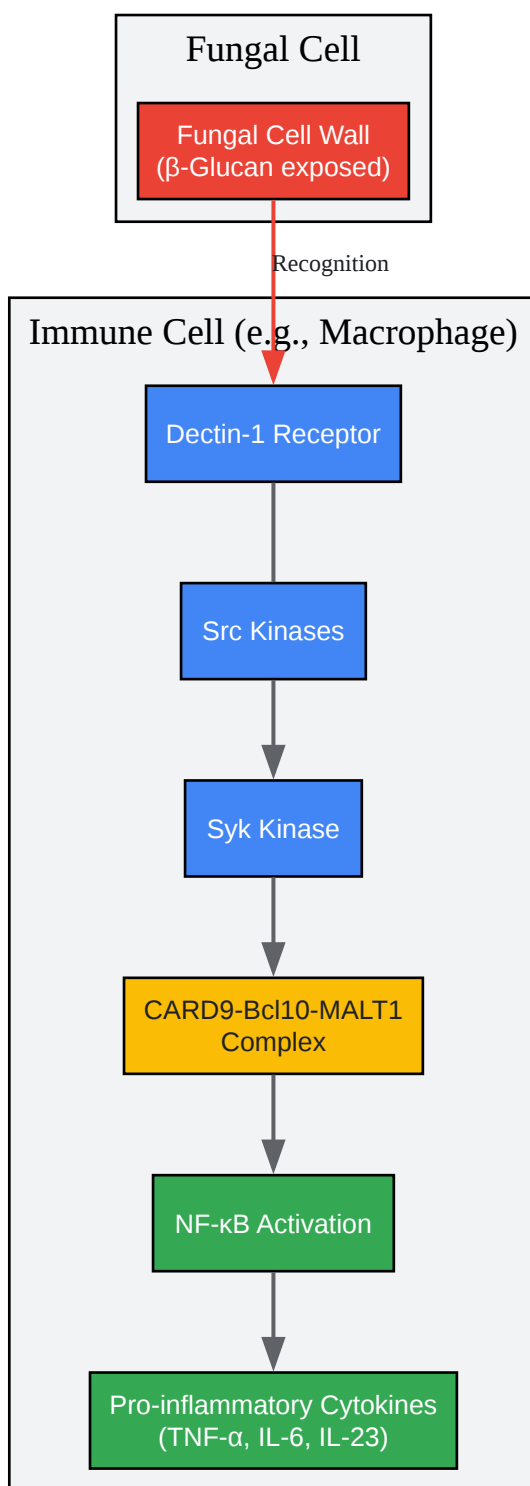 Fungal Cell
Fungal Cell Wall
(β-Glucan exposed)
Recognition
Immune Cell (e.g., Macrophage)
Dectin-1 Receptor
Src Kinases
Syk Kinase
CARD9-Bcl10-MALT1
Complex
NF-κB Activation
Pro-inflammatory Cytokines
(TNF-α, IL-6, IL-23)